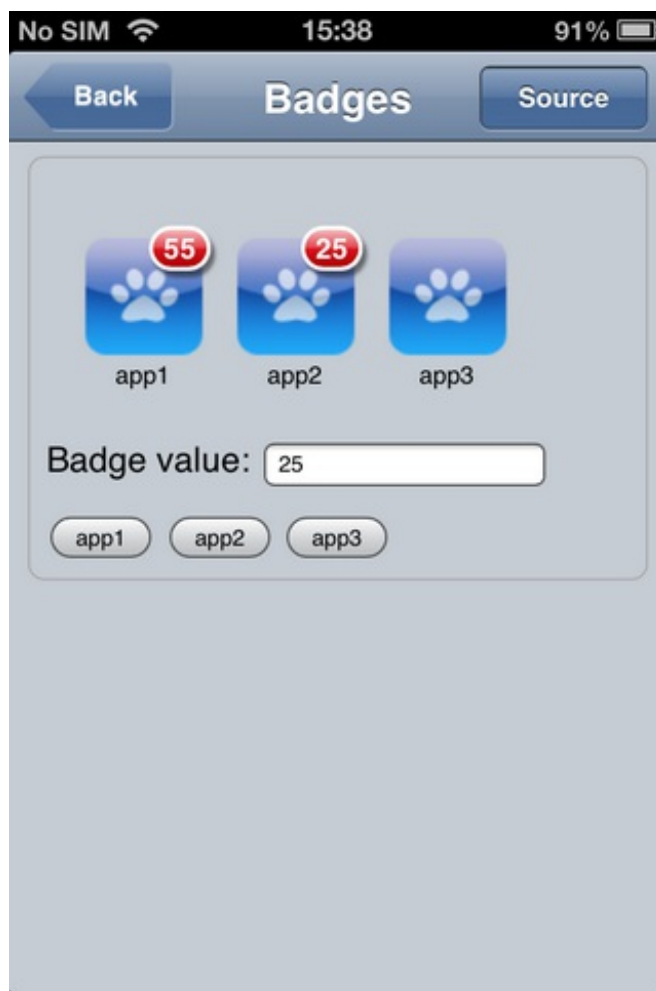 No SIM 15:38 91%
Back Badges Source
55 25
app1 app2 app3
Badge value: 25
app1 app2 app3